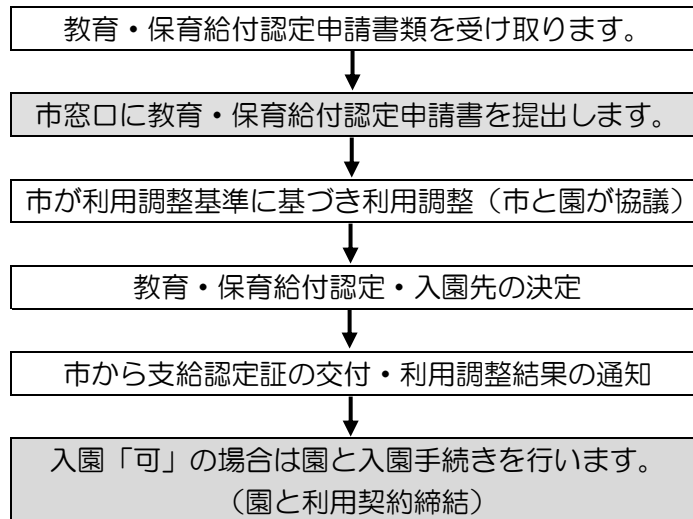 教育・保育給付認定申請書類を受け取ります。
市窓口に教育・保育給付認定申請書を提出します。
市が利用調整基準に基づき利用調整（市と園が協議）
教育・保育給付認定・入園先の決定
市から支給認定証の交付・利用調整結果の通知
入園「可」の場合は園と入園手続きを行います。
（園と利用契約締結）